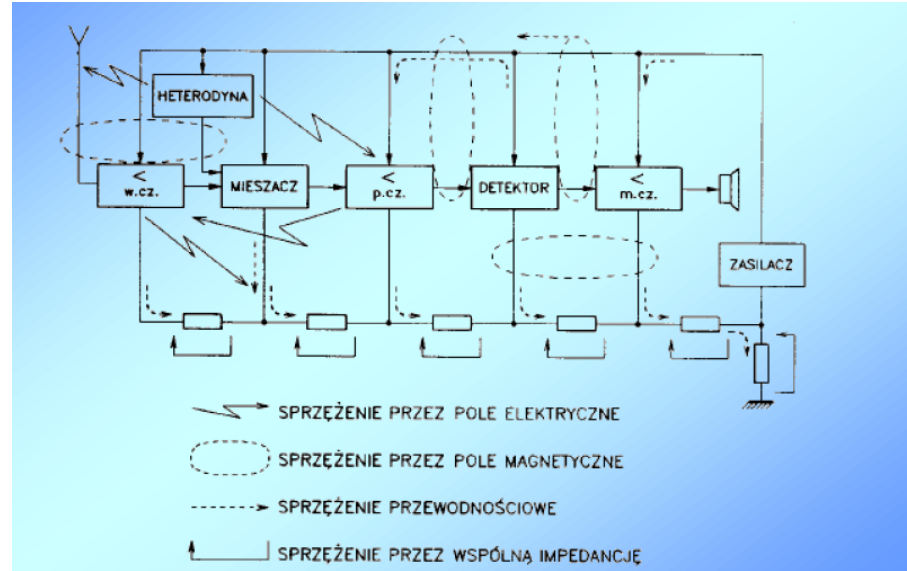 HETERODYNA
<
w.cz.
MIESZACZ
<
p.cz.
DETEKTOR
<
m.cz.
ZASILACZ
SPRZĘŻENIE PRZEZ POLE ELEKTRYCZNE
SPRZĘŻENIE PRZEZ POLE MAGNETYCZNE
SPRZĘŻENIE PRZEWODNOŚCIOWE
SPRZĘŻENIE PRZEZ WSPÓLNĄ IMPEDANCJĘ